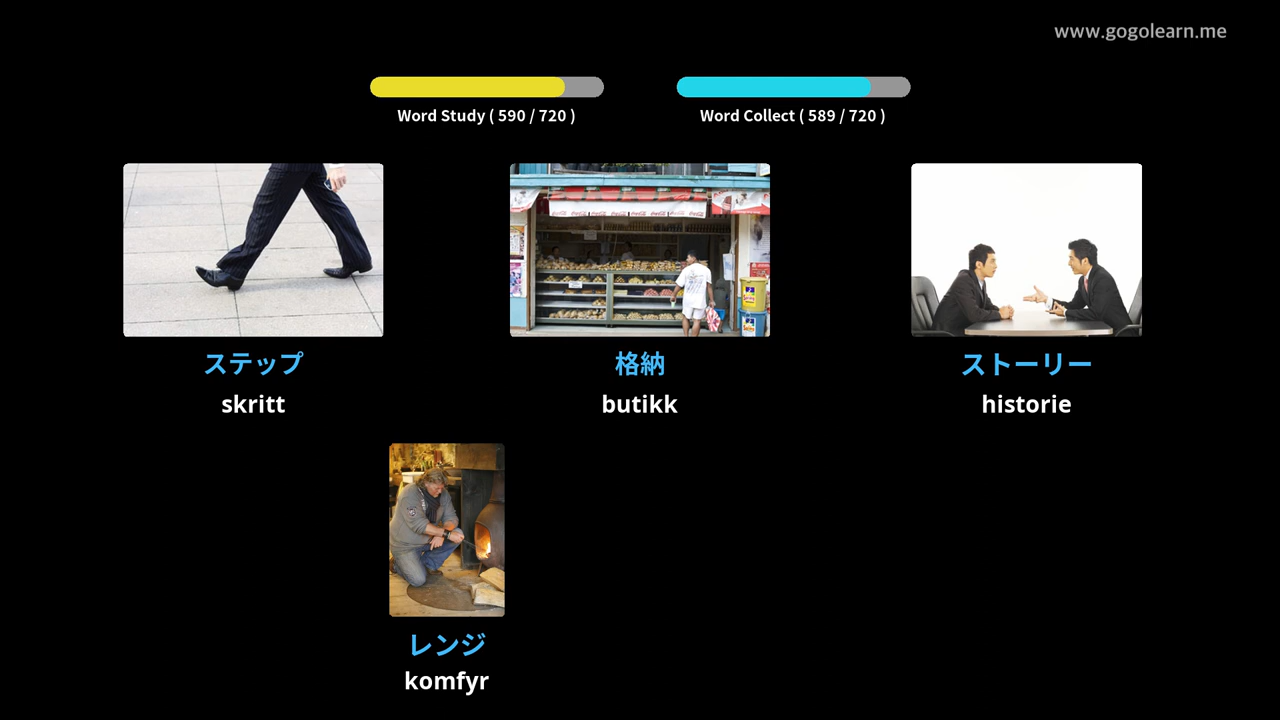 www.gogolearn.me
Word Study ( 590 / 720 )
Word Collect ( 589 / 720 )
ステップ
skritt
格納
butikk
ストーリー
historie
レンジ
komfyr